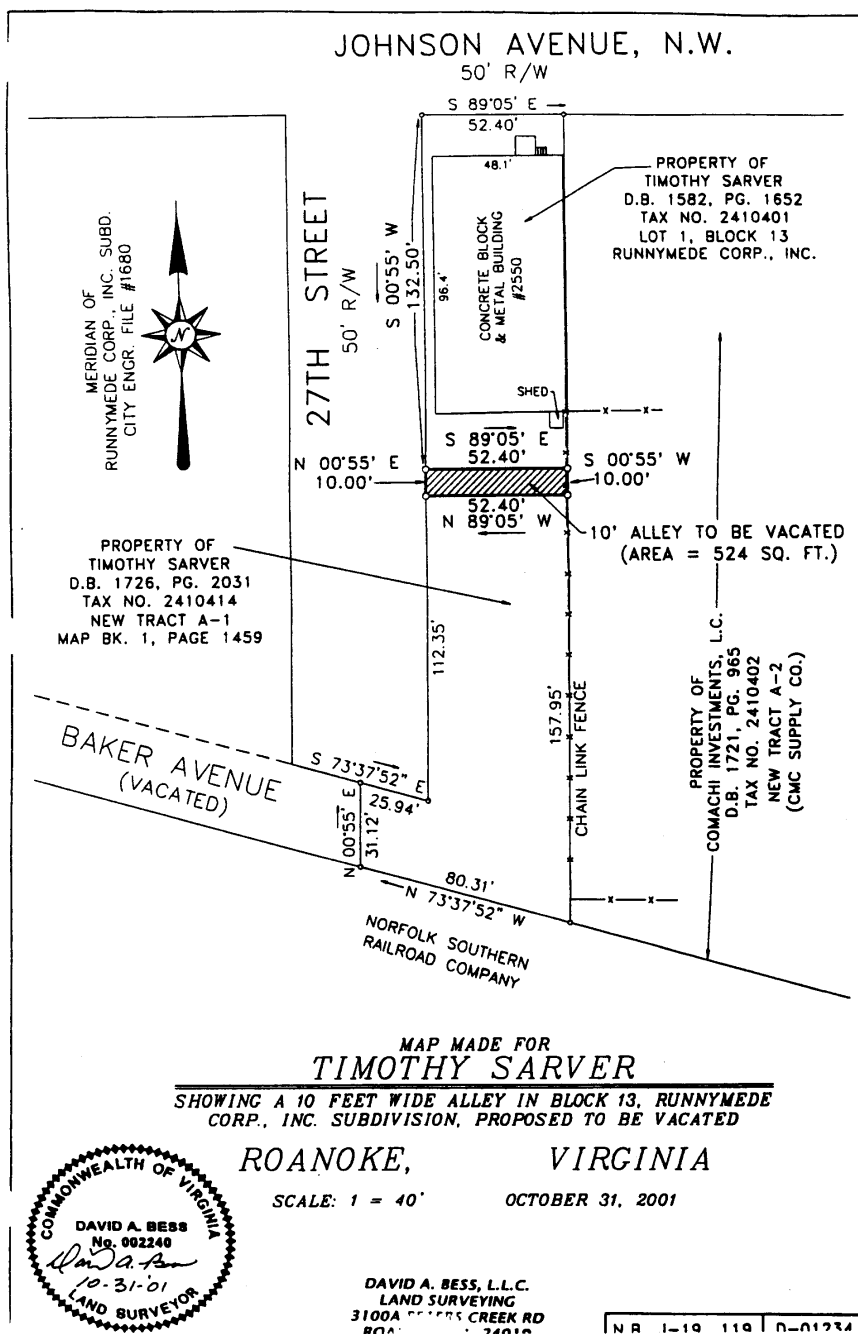 JOHNSON AVENUE, N.W.
50' R/W
S 89°05' E
52.40'
48.1'
PROPERTY OF
TIMOTHY SARVER
D.B. 1582, PG. 1652
TAX NO. 2410401
LOT 1, BLOCK 13
RUNNYMEDE CORP., INC.
MERIDIAN OF
RUNNYMEDE CORP., INC. SUBD.
CITY ENGR. FILE #1680
N
27TH STREET
50' R/W
S 00°55' W
132.50'
96.4'
CONCRETE BLOCK
& METAL BUILDING
#2550
SHED
x x
S 89°05' E
52.40'
N 00°55' E
10.00'
S 00°55' W
10.00'
52.40'
N 89°05' W
10' ALLEY TO BE VACATED
(AREA = 524 SQ. FT.)
PROPERTY OF
TIMOTHY SARVER
D.B. 1726, PG. 2031
TAX NO. 2410414
NEW TRACT A-1
MAP BK. 1, PAGE 1459
112.35'
157.95'
CHAIN LINK FENCE
PROPERTY OF
COMACHI INVESTMENTS, L.C.
D.B. 1721, PG. 965
TAX NO. 2410402
NEW TRACT A-2
(CMC SUPPLY CO.)
BAKER AVENUE
(VACATED)
S 73°37'52" E
25.94'
N 00°55' E
31.12'
80.31'
N 73°37'52" W
x x
NORFOLK SOUTHERN
RAILROAD COMPANY
MAP MADE FOR
TIMOTHY SARVER
SHOWING A 10 FEET WIDE ALLEY IN BLOCK 13, RUNNYMEDE
CORP., INC. SUBDIVISION, PROPOSED TO BE VACATED
ROANOKE, VIRGINIA
SCALE: 1 = 40' OCTOBER 31, 2001
COMMONWEALTH OF VIRGINIA
DAVID A. BESS
No. 002240
David A. Bess
10-31-'01
LAND SURVEYOR
DAVID A. BESS, L.L.C.
LAND SURVEYING
3100A CREEK RD
N.B. J-19 119 D-01234